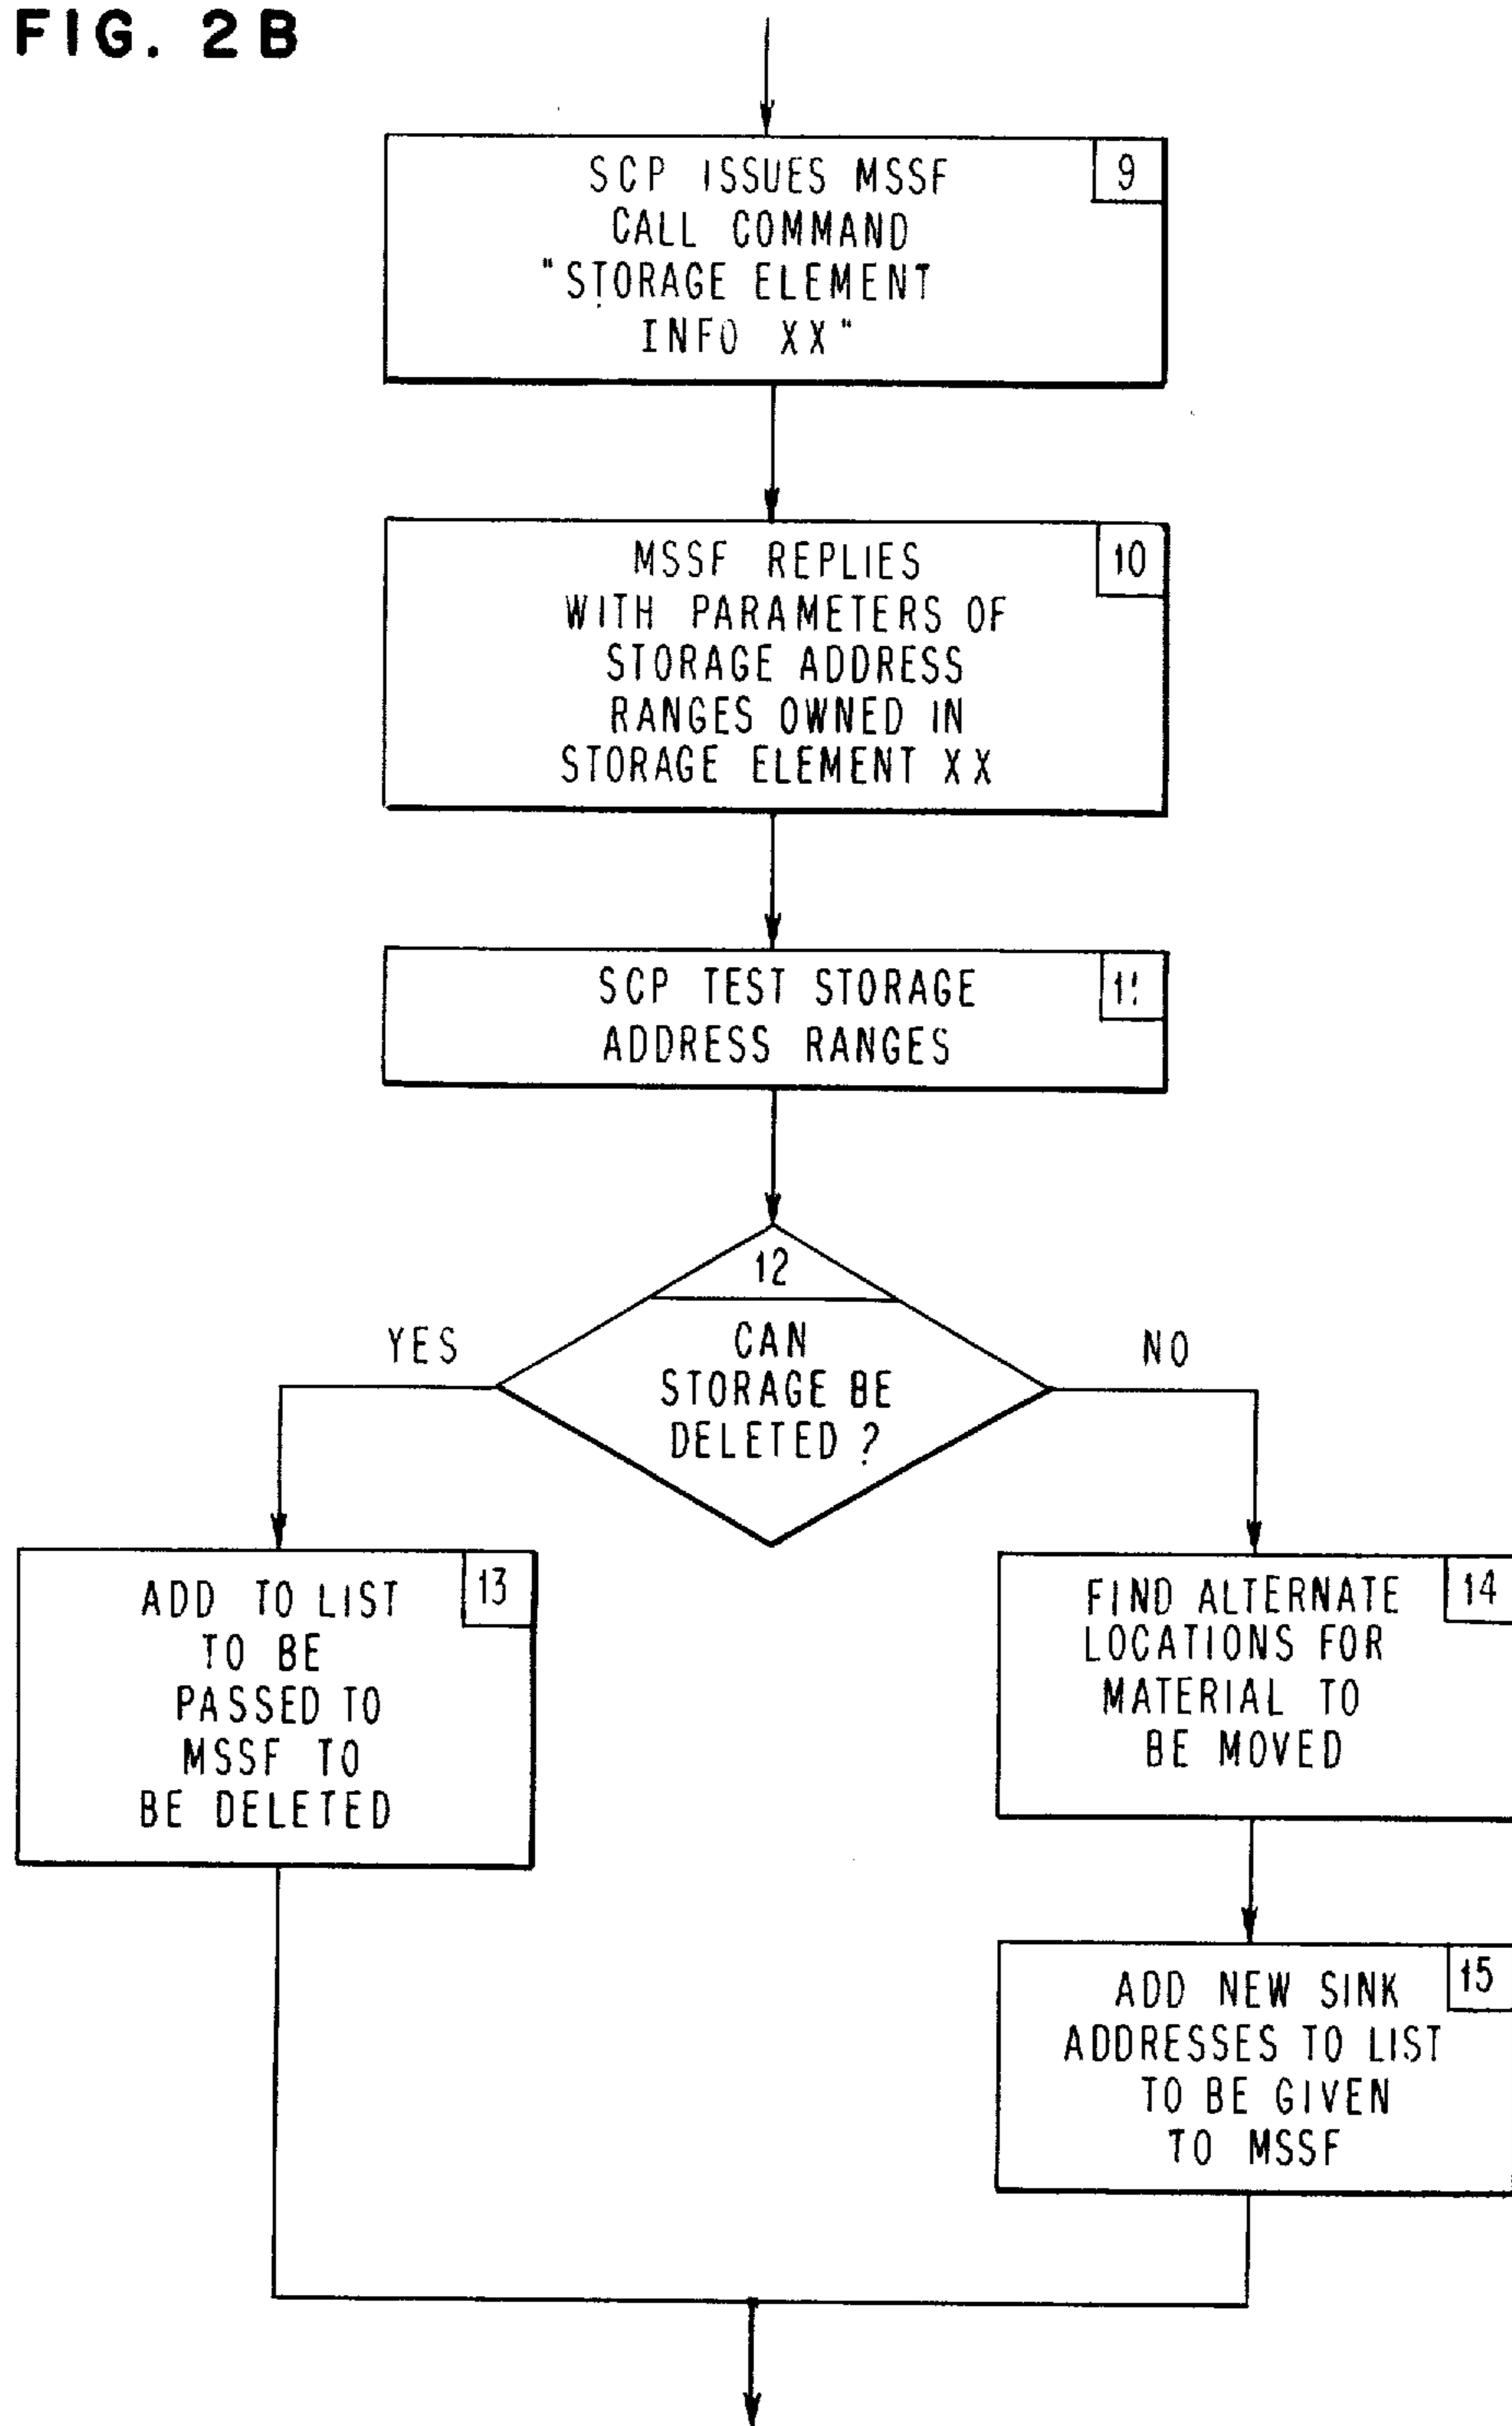 FIG. 2B
SCP ISSUES MSSF
9
CALL COMMAND
"STORAGE ELEMENT
INFO XX"
MSSF REPLIES
10
WITH PARAMETERS OF
STORAGE ADDRESS
RANGES OWNED IN
STORAGE ELEMENT XX
SCP TEST STORAGE
11
ADDRESS RANGES
12
CAN
STORAGE BE
DELETED ?
YES
NO
ADD TO LIST
13
TO BE
PASSED TO
MSSF TO
BE DELETED
FIND ALTERNATE
14
LOCATIONS FOR
MATERIAL TO
BE MOVED
ADD NEW SINK
15
ADDRESSES TO LIST
TO BE GIVEN
TO MSSF